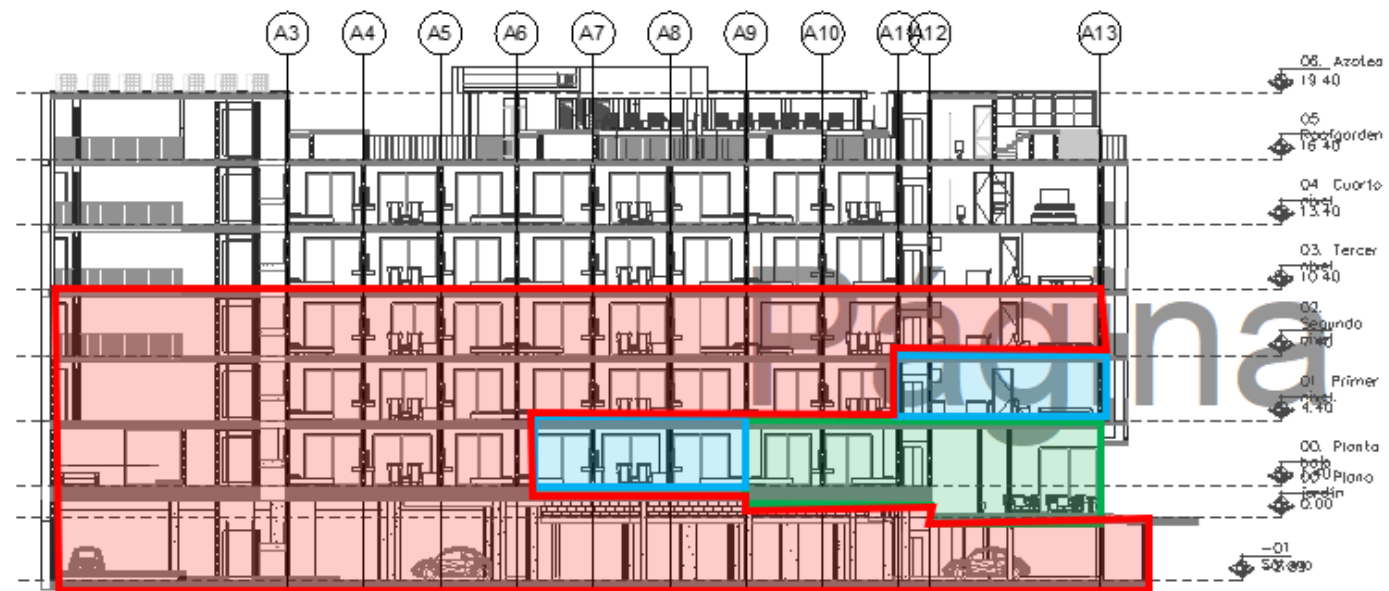 A3 A4 A5 A6 A7 A8 A9 A10 A12 A13
06. Azotea
19.40
05
Roofgarden
16.40
04 Cuarto
nivel
13.40
03. Tercer
nivel
10.40
02.
Segundo
nivel
Página
01 Primer
nivel.
4.40
00. Planta
baja
00 Plano
jardín
0.00
-01
Sótano